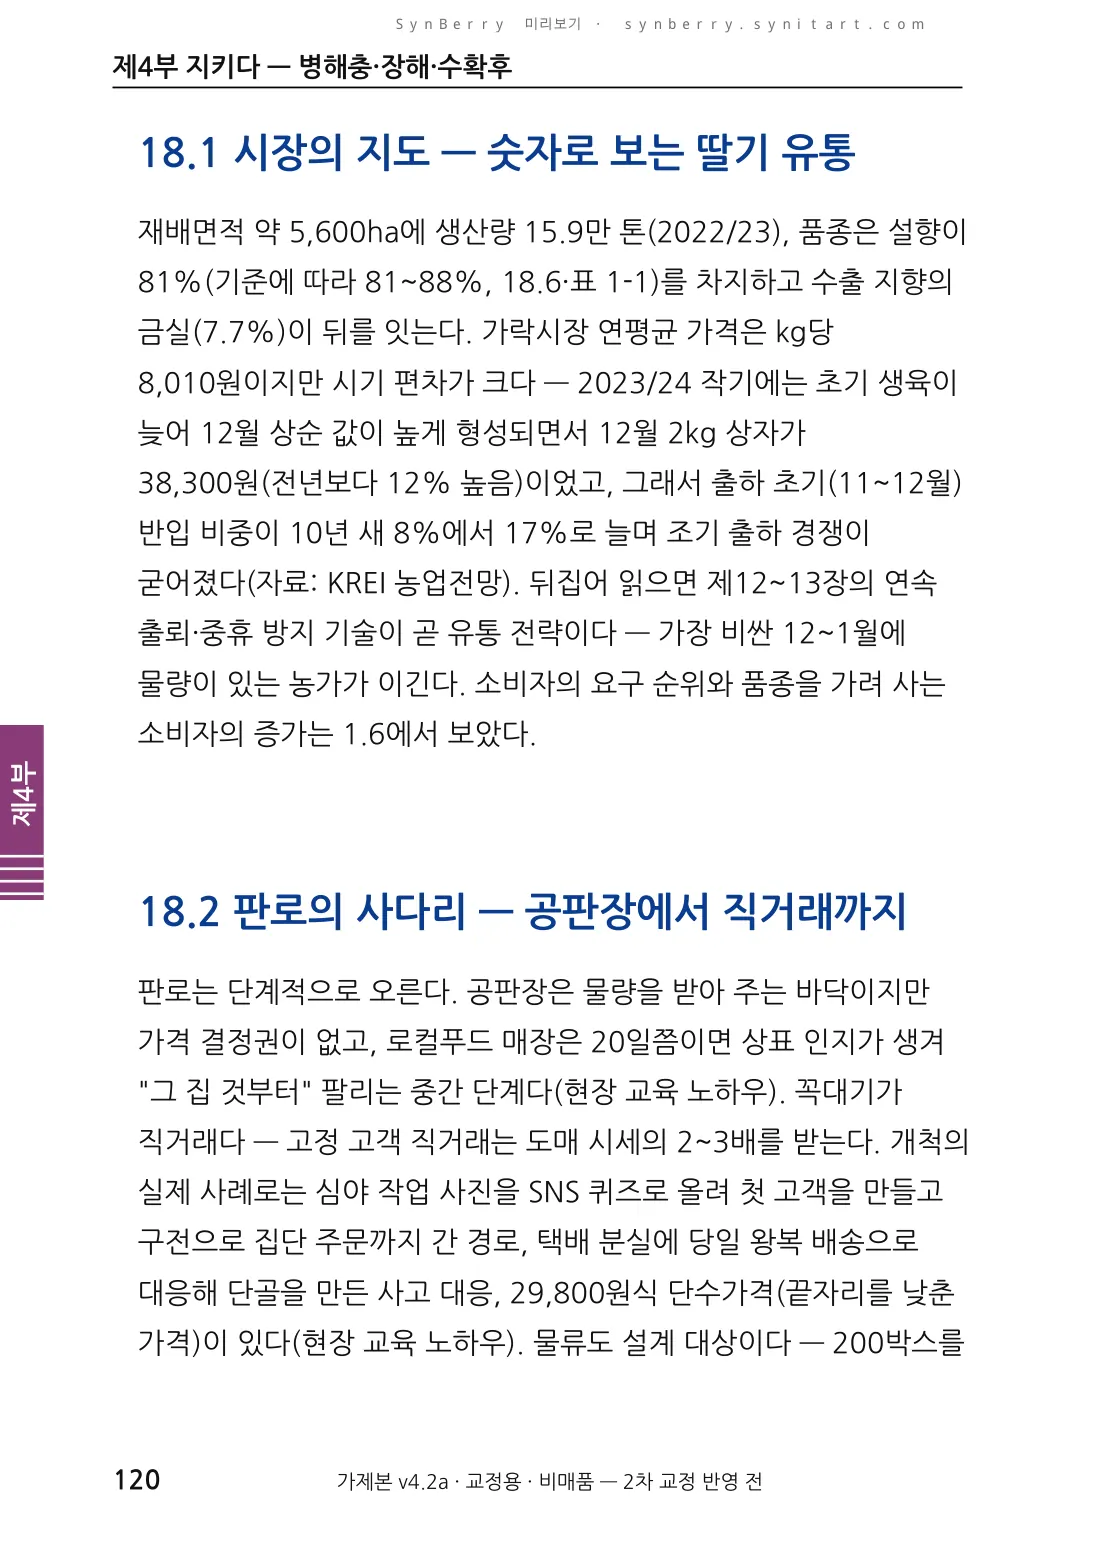 SynBerry 미리보기 · synberry.synitart.com
제4부 지키다 — 병해충·장해·수확후
18.1 시장의 지도 — 숫자로 보는 딸기 유통
재배면적 약 5,600ha에 생산량 15.9만 톤(2022/23), 품종은 설향이
81%(기준에 따라 81~88%, 18.6·표 1-1)를 차지하고 수출 지향의
금실(7.7%)이 뒤를 잇는다. 가락시장 연평균 가격은 kg당
8,010원이지만 시기 편차가 크다 — 2023/24 작기에는 초기 생육이
늦어 12월 상순 값이 높게 형성되면서 12월 2kg 상자가
38,300원(전년보다 12% 높음)이었고, 그래서 출하 초기(11~12월)
반입 비중이 10년 새 8%에서 17%로 늘며 조기 출하 경쟁이
굳어졌다(자료: KREI 농업전망). 뒤집어 읽으면 제12~13장의 연속
출뢰·중휴 방지 기술이 곧 유통 전략이다 — 가장 비싼 12~1월에
물량이 있는 농가가 이긴다. 소비자의 요구 순위와 품종을 가려 사는
소비자의 증가는 1.6에서 보았다.
제4부
18.2 판로의 사다리 — 공판장에서 직거래까지
판로는 단계적으로 오른다. 공판장은 물량을 받아 주는 바닥이지만
가격 결정권이 없고, 로컬푸드 매장은 20일쯤이면 상표 인지가 생겨
"그 집 것부터" 팔리는 중간 단계다(현장 교육 노하우). 꼭대기가
직거래다 — 고정 고객 직거래는 도매 시세의 2~3배를 받는다. 개척의
실제 사례로는 심야 작업 사진을 SNS 퀴즈로 올려 첫 고객을 만들고
구전으로 집단 주문까지 간 경로, 택배 분실에 당일 왕복 배송으로
대응해 단골을 만든 사고 대응, 29,800원식 단수가격(끝자리를 낮춘
가격)이 있다(현장 교육 노하우). 물류도 설계 대상이다 — 200박스를
120
가제본 v4.2a · 교정용 · 비매품 — 2차 교정 반영 전